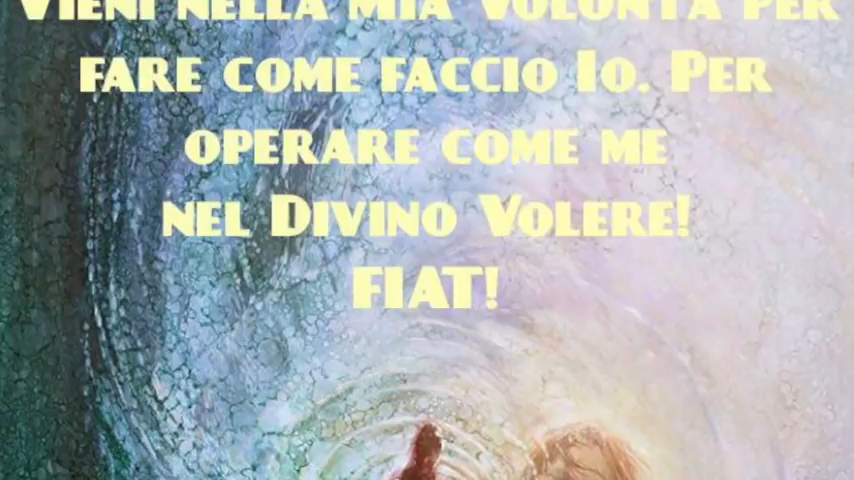 Vieni nella mia Volontà per
fare come faccio Io. Per
operare come me
nel Divino Volere!
FIAT!